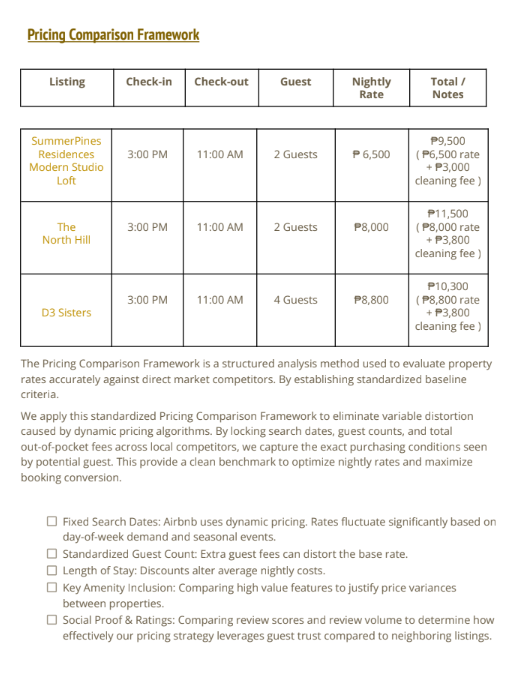 Pricing Comparison Framework
Listing Check-in Check-out Guest Nightly Rate Total / Notes
SummerPines Residences Modern Studio Loft 3:00 PM 11:00 AM 2 Guests ₱ 6,500 ₱9,500 ( ₱6,500 rate + ₱3,000 cleaning fee )
The North Hill 3:00 PM 11:00 AM 2 Guests ₱8,000 ₱11,500 ( ₱8,000 rate + ₱3,800 cleaning fee )
D3 Sisters 3:00 PM 11:00 AM 4 Guests ₱8,800 ₱10,300 ( ₱8,800 rate + ₱3,800 cleaning fee )
The Pricing Comparison Framework is a structured analysis method used to evaluate property
rates accurately against direct market competitors. By establishing standardized baseline
criteria.
We apply this standardized Pricing Comparison Framework to eliminate variable distortion
caused by dynamic pricing algorithms. By locking search dates, guest counts, and total
out-of-pocket fees across local competitors, we capture the exact purchasing conditions seen
by potential guest. This provide a clean benchmark to optimize nightly rates and maximize
booking conversion.
☐ Fixed Search Dates: Airbnb uses dynamic pricing. Rates fluctuate significantly based on
day-of-week demand and seasonal events.
☐ Standardized Guest Count: Extra guest fees can distort the base rate.
☐ Length of Stay: Discounts alter average nightly costs.
☐ Key Amenity Inclusion: Comparing high value features to justify price variances
between properties.
☐ Social Proof & Ratings: Comparing review scores and review volume to determine how
effectively our pricing strategy leverages guest trust compared to neighboring listings.